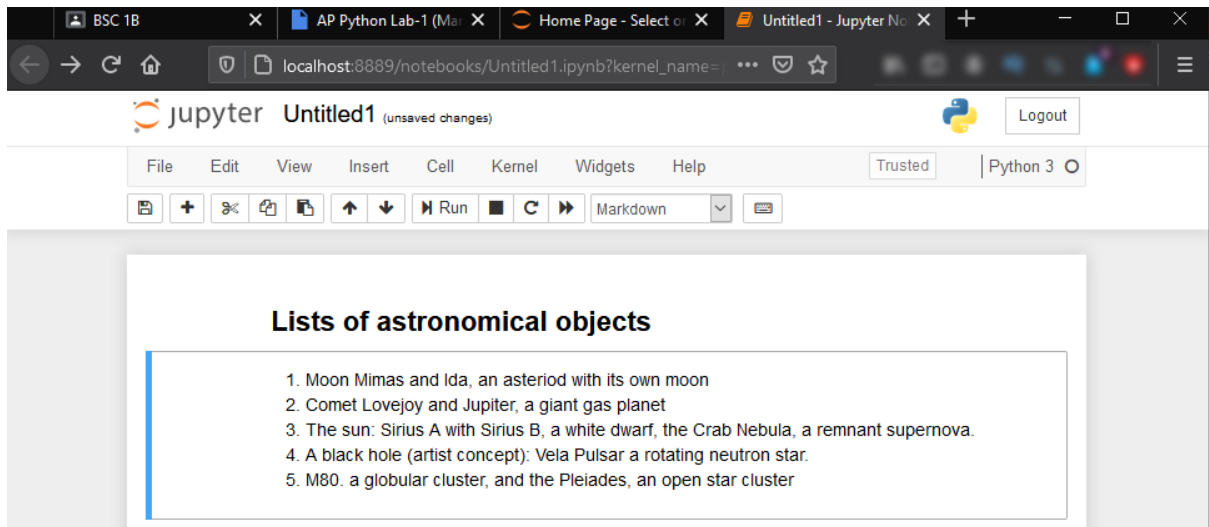 BSC 1B
AP Python Lab-1 (Mar
Home Page - Select or
Untitled1 - Jupyter No
localhost:8889/notebooks/Untitled1.ipynb?kernel_name=
jupyter Untitled1 (unsaved changes)
Logout
File Edit View Insert Cell Kernel Widgets Help
Trusted
Python 3
Run
Markdown
Lists of astronomical objects
1. Moon Mimas and Ida, an asteriod with its own moon
2. Comet Lovejoy and Jupiter, a giant gas planet
3. The sun: Sirius A with Sirius B, a white dwarf, the Crab Nebula, a remnant supernova.
4. A black hole (artist concept): Vela Pulsar a rotating neutron star.
5. M80. a globular cluster, and the Pleiades, an open star cluster